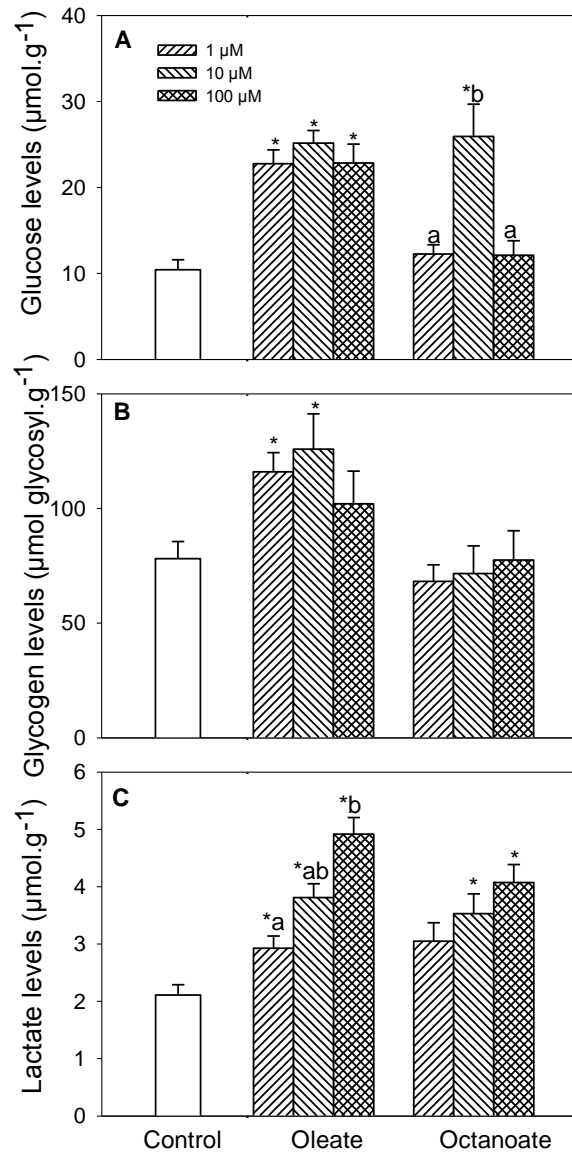 Glucose levels (µmol.g-1)
40
A
1 µM
10 µM
100 µM
30
20
10
0
* * *
a *b a
Glycogen levels (µmol glycosyl.g-1)
150
B
100
50
0
* *
Lactate levels (µmol.g-1)
6
C
5
4
3
2
1
0
*a *ab *b
* *
Control Oleate Octanoate